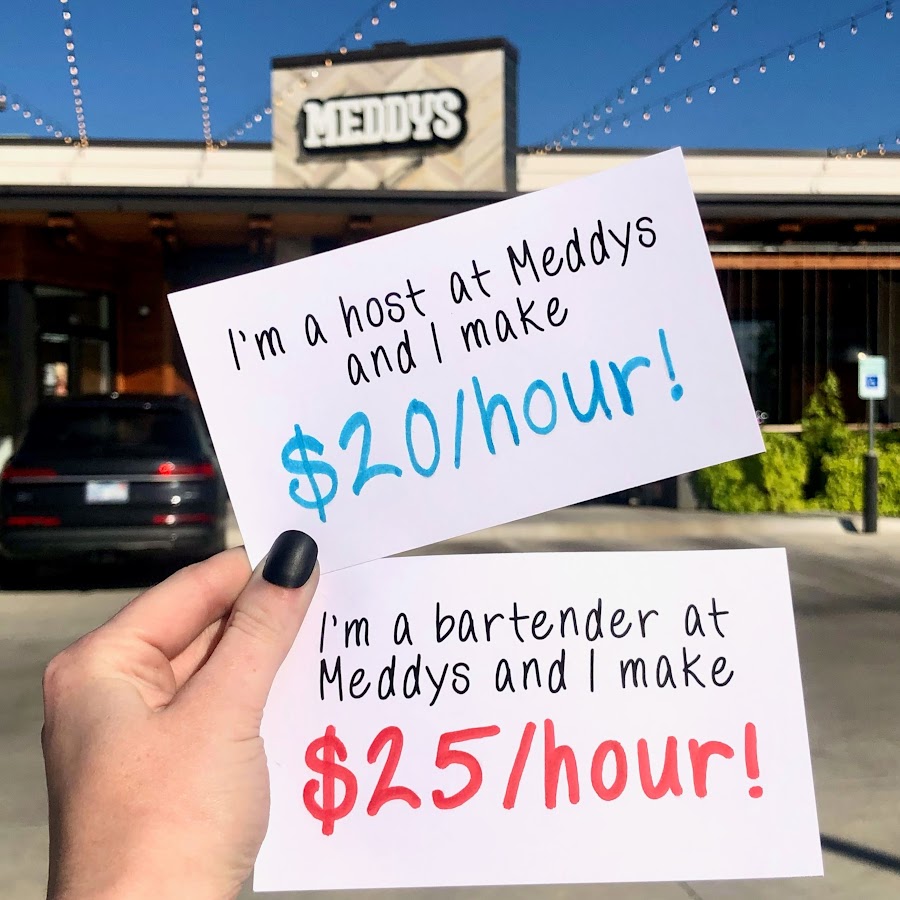 MEDDYS
I'm a host at Meddys
and I make
$20/hour!
I'm a bartender at
Meddys and I make
$25/hour!